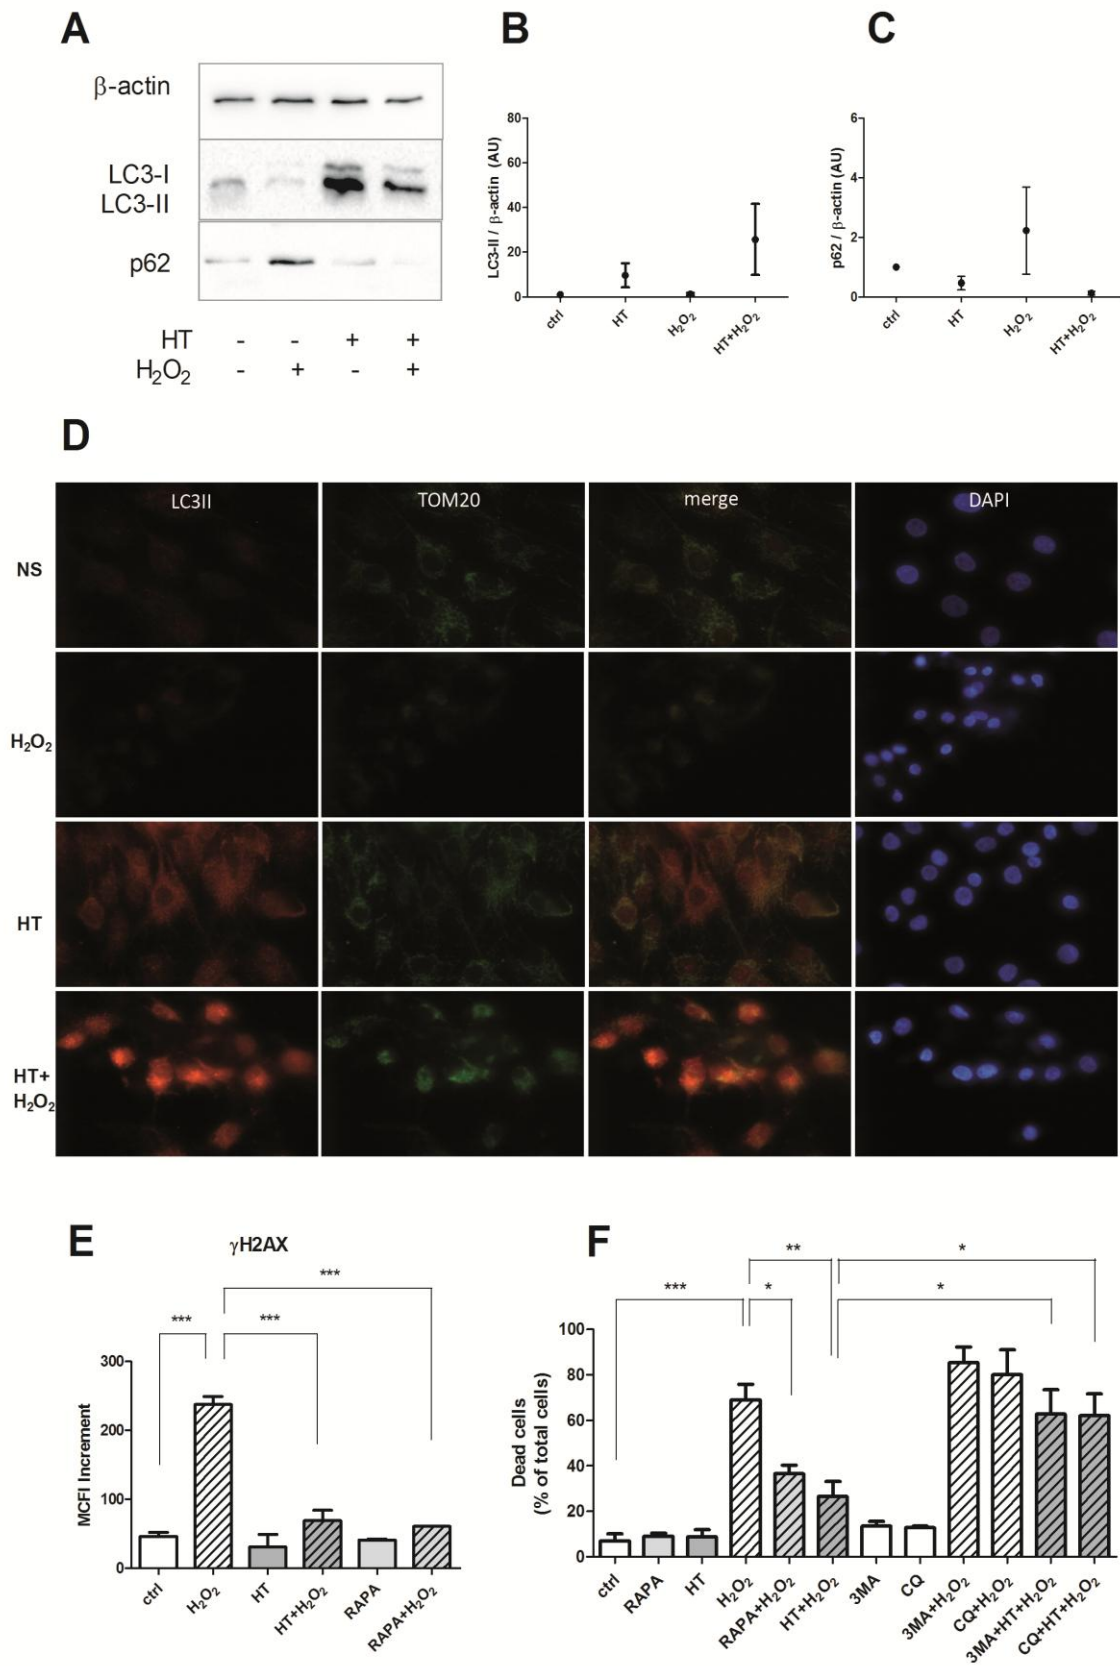 A
β-actin
LC3-I
LC3-II
p62
HT - - + +
H₂O₂ - + - +
B
LC3-II / β-actin (AU)
80
60
40
20
0
ctrl
HT
H₂O₂
HT+H₂O₂
C
p62 / β-actin (AU)
6
4
2
0
ctrl
HT
H₂O₂
HT+H₂O₂
D
LC3II TOM20 merge DAPI
NS
H₂O₂
HT
HT+
H₂O₂
E
γH2AX
***
*** ***
MCFI Increment
300
200
100
0
ctrl
H₂O₂
HT
HT+H₂O₂
RAPA
RAPA+H₂O₂
F
** *
*** * *
Dead cells
(% of total cells)
100
80
60
40
20
0
ctrl
RAPA
HT
H₂O₂
RAPA+H₂O₂
HT+H₂O₂
3MA
CQ
3MA+H₂O₂
CQ+H₂O₂
3MA+HT+H₂O₂
CQ+HT+H₂O₂